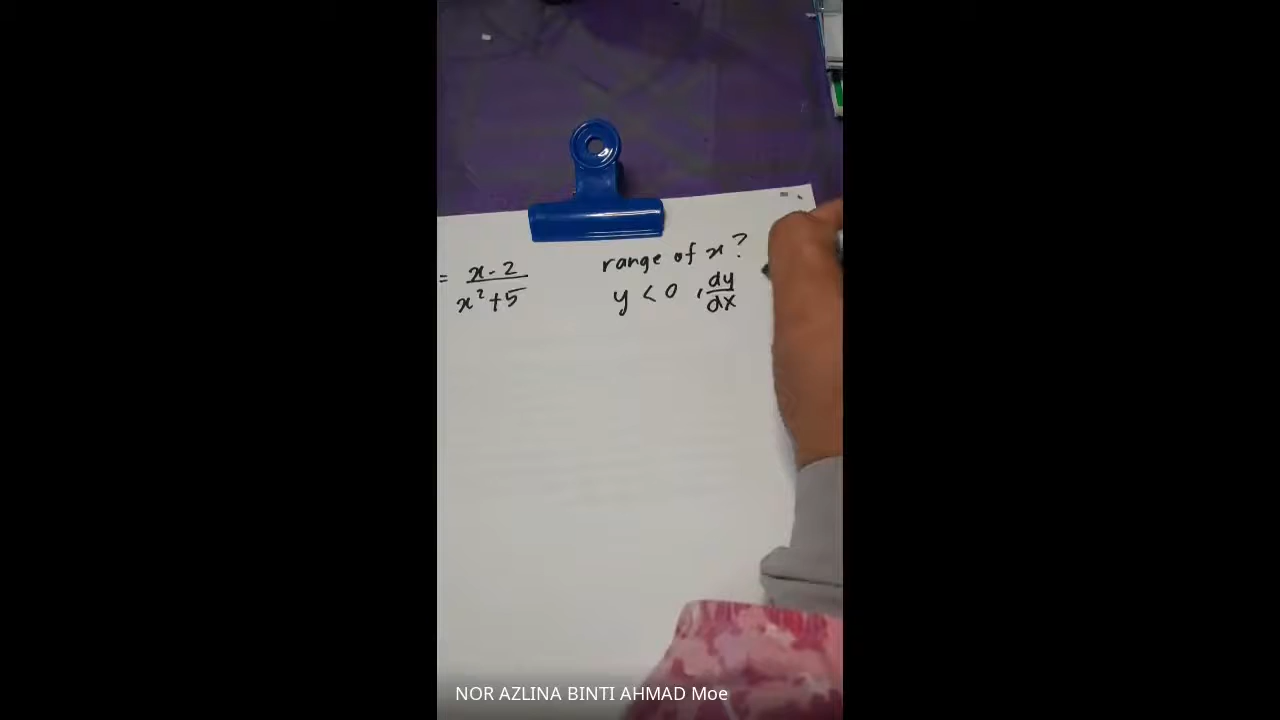 = x-2 / x²+5
range of x?
y < 0 , dy/dx
NOR AZLINA BINTI AHMAD Moe